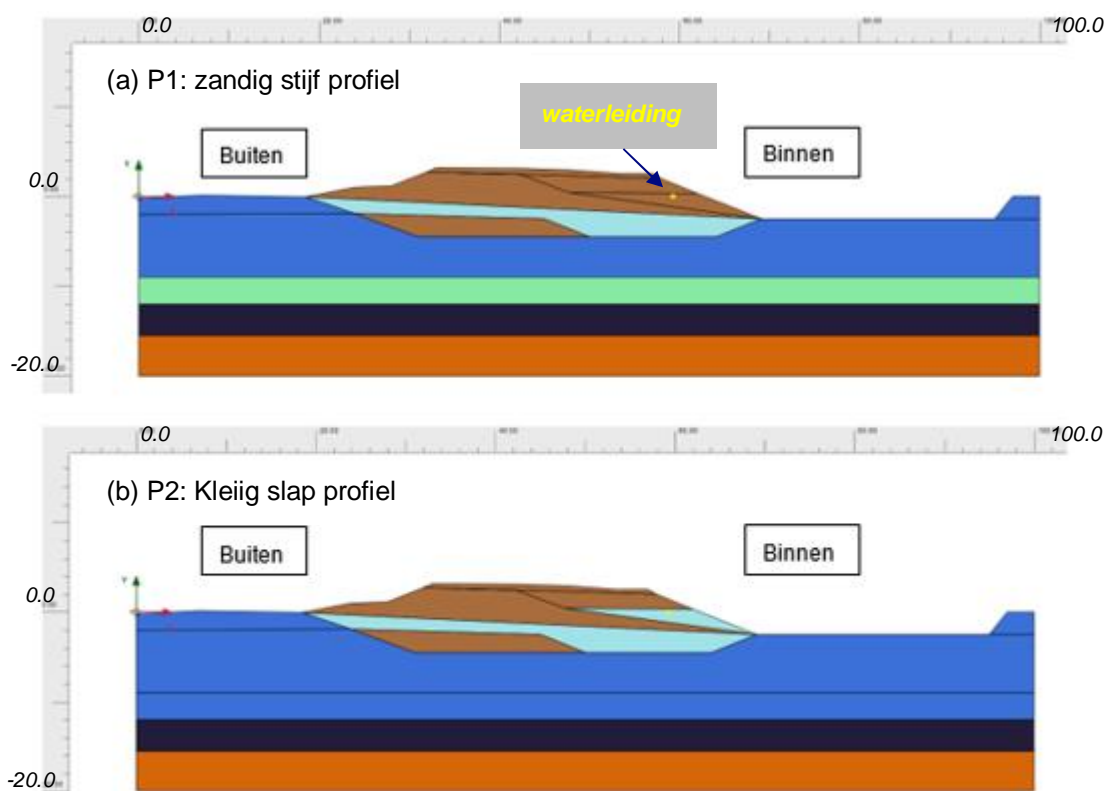 0.0
100.0
(a) P1: zandig stijf profiel
waterleiding
Buiten
Binnen
0.0
-20.0
0.0
100.0
(b) P2: Kleiig slap profiel
Buiten
Binnen
0.0
-20.0